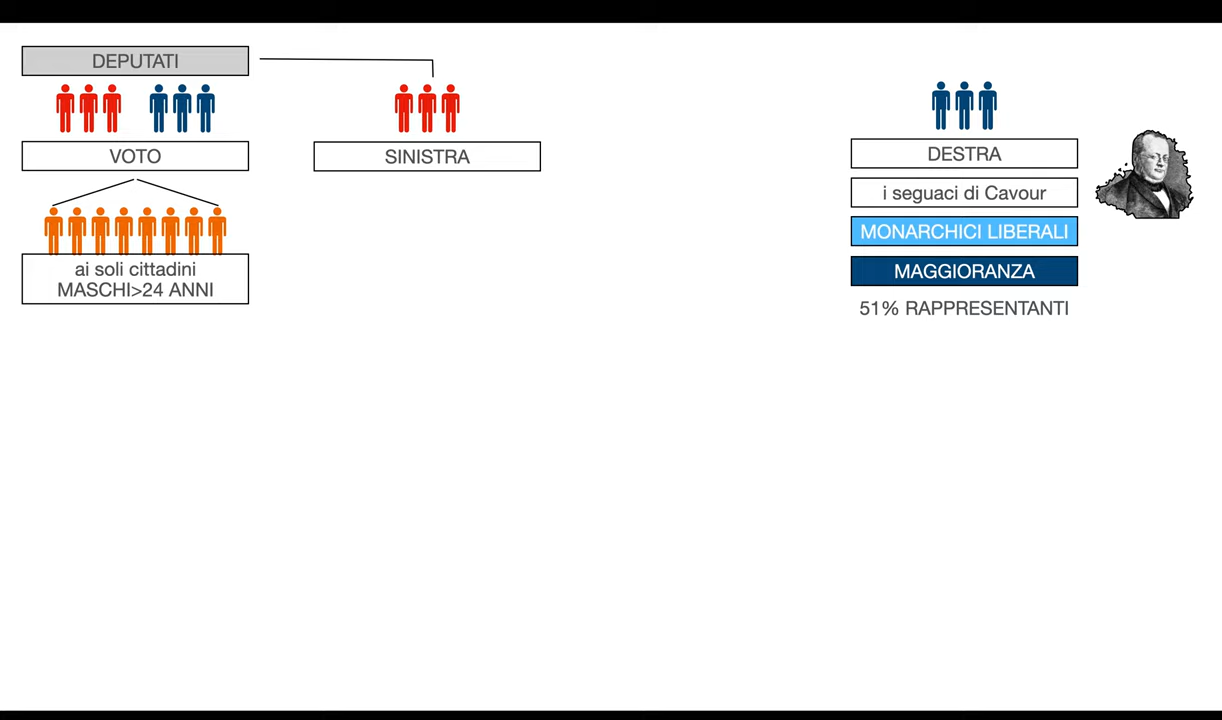 DEPUTATI
VOTO
ai soli cittadini
MASCHI>24 ANNI
SINISTRA
DESTRA
i seguaci di Cavour
MONARCHICI LIBERALI
MAGGIORANZA
51% RAPPRESENTANTI